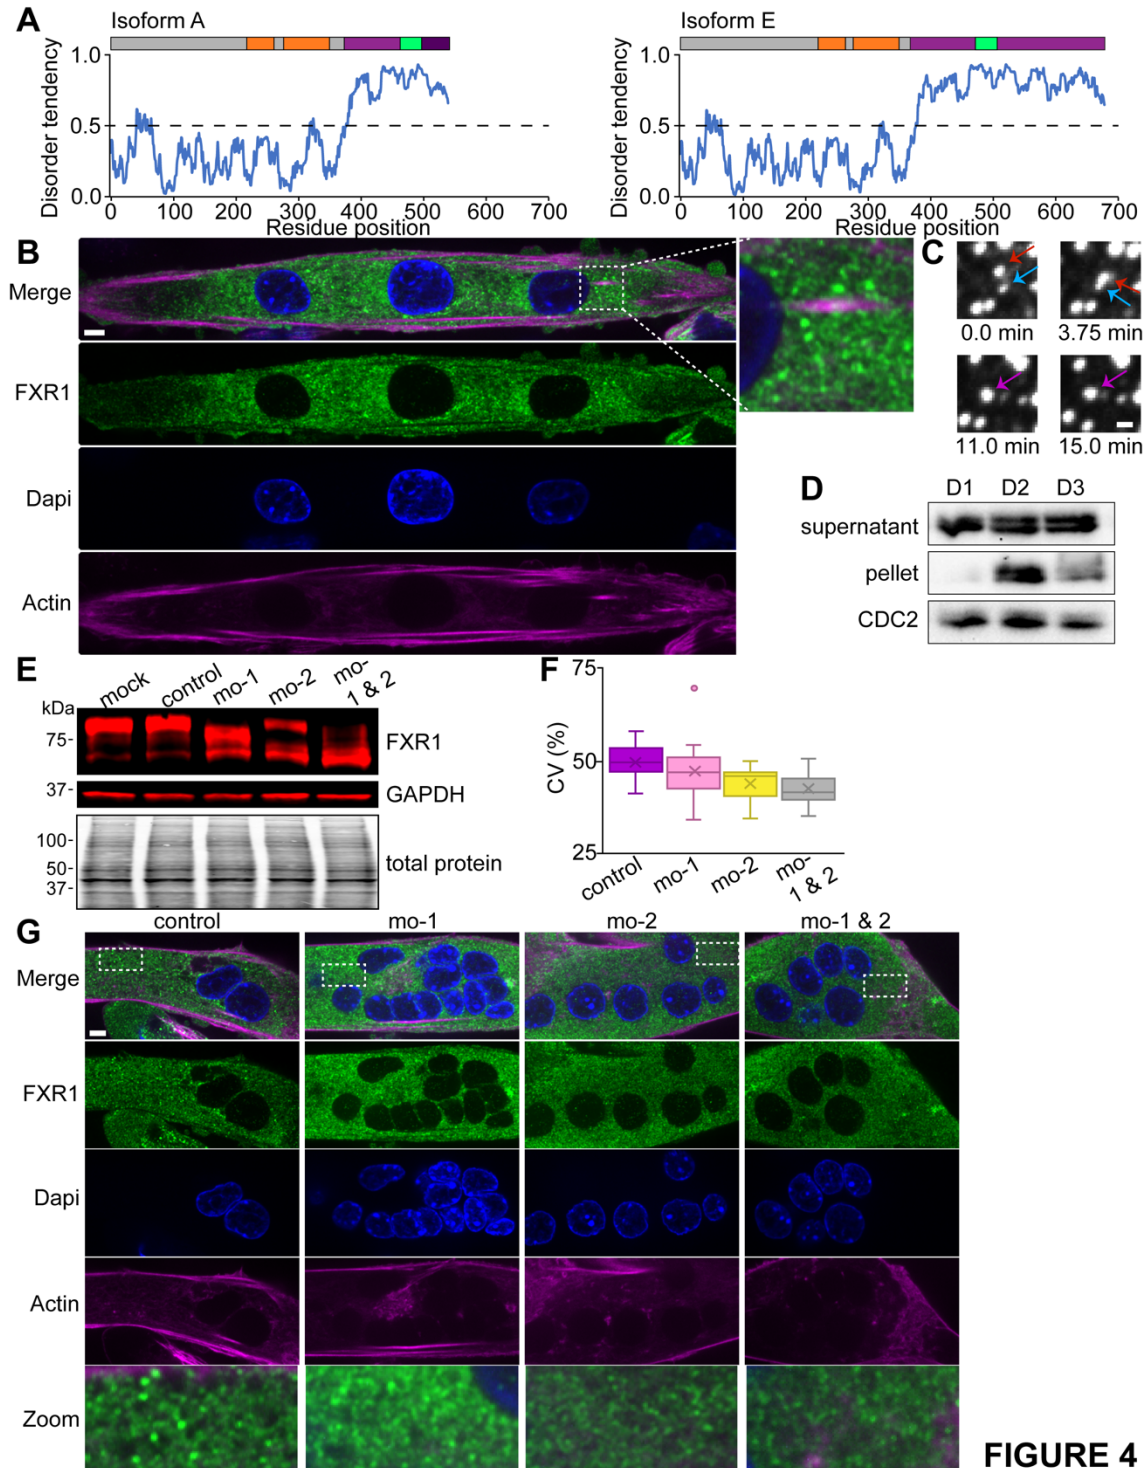 A
Isoform A
Isoform E
Disorder tendency
1.0
0.5
0.0
0 100 200 300 400 500 600 700
Residue position
Disorder tendency
1.0
0.5
0.0
0 100 200 300 400 500 600 700
Residue position
B
Merge
FXR1
Dapi
Actin
C
0.0 min
3.75 min
11.0 min
15.0 min
D
D1 D2 D3
supernatant
pellet
CDC2
E
mock
control
mo-1
mo-2
mo-
1 & 2
kDa
75-
FXR1
37-
GAPDH
100-
50-
37-
total protein
F
CV (%)
75
50
25
control
mo-1
mo-2
mo-
1 & 2
G
control
mo-1
mo-2
mo-1 & 2
Merge
FXR1
Dapi
Actin
Zoom
FIGURE 4